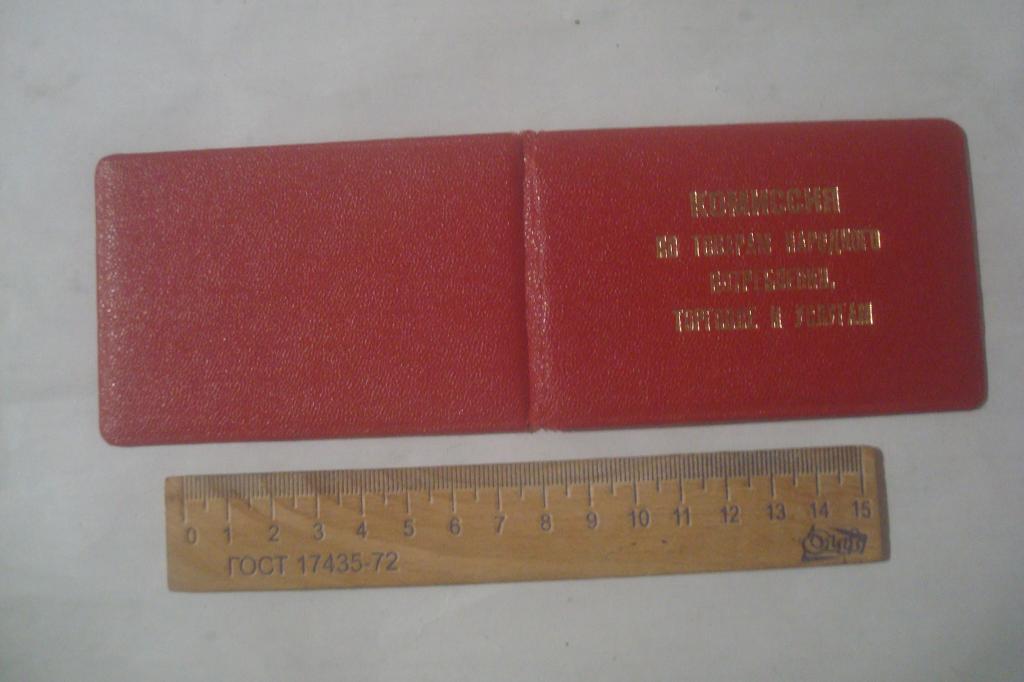 КОМИССИЯ
ПО ТОВАРАМ НАРОДНОГО
ПОТРЕБЛЕНИЯ,
ТОРГОВЛЕ И УСЛУГАМ
0 1 2 3 4 5 6 7 8 9 10 11 12 13 14 15
ГОСТ 17435-72